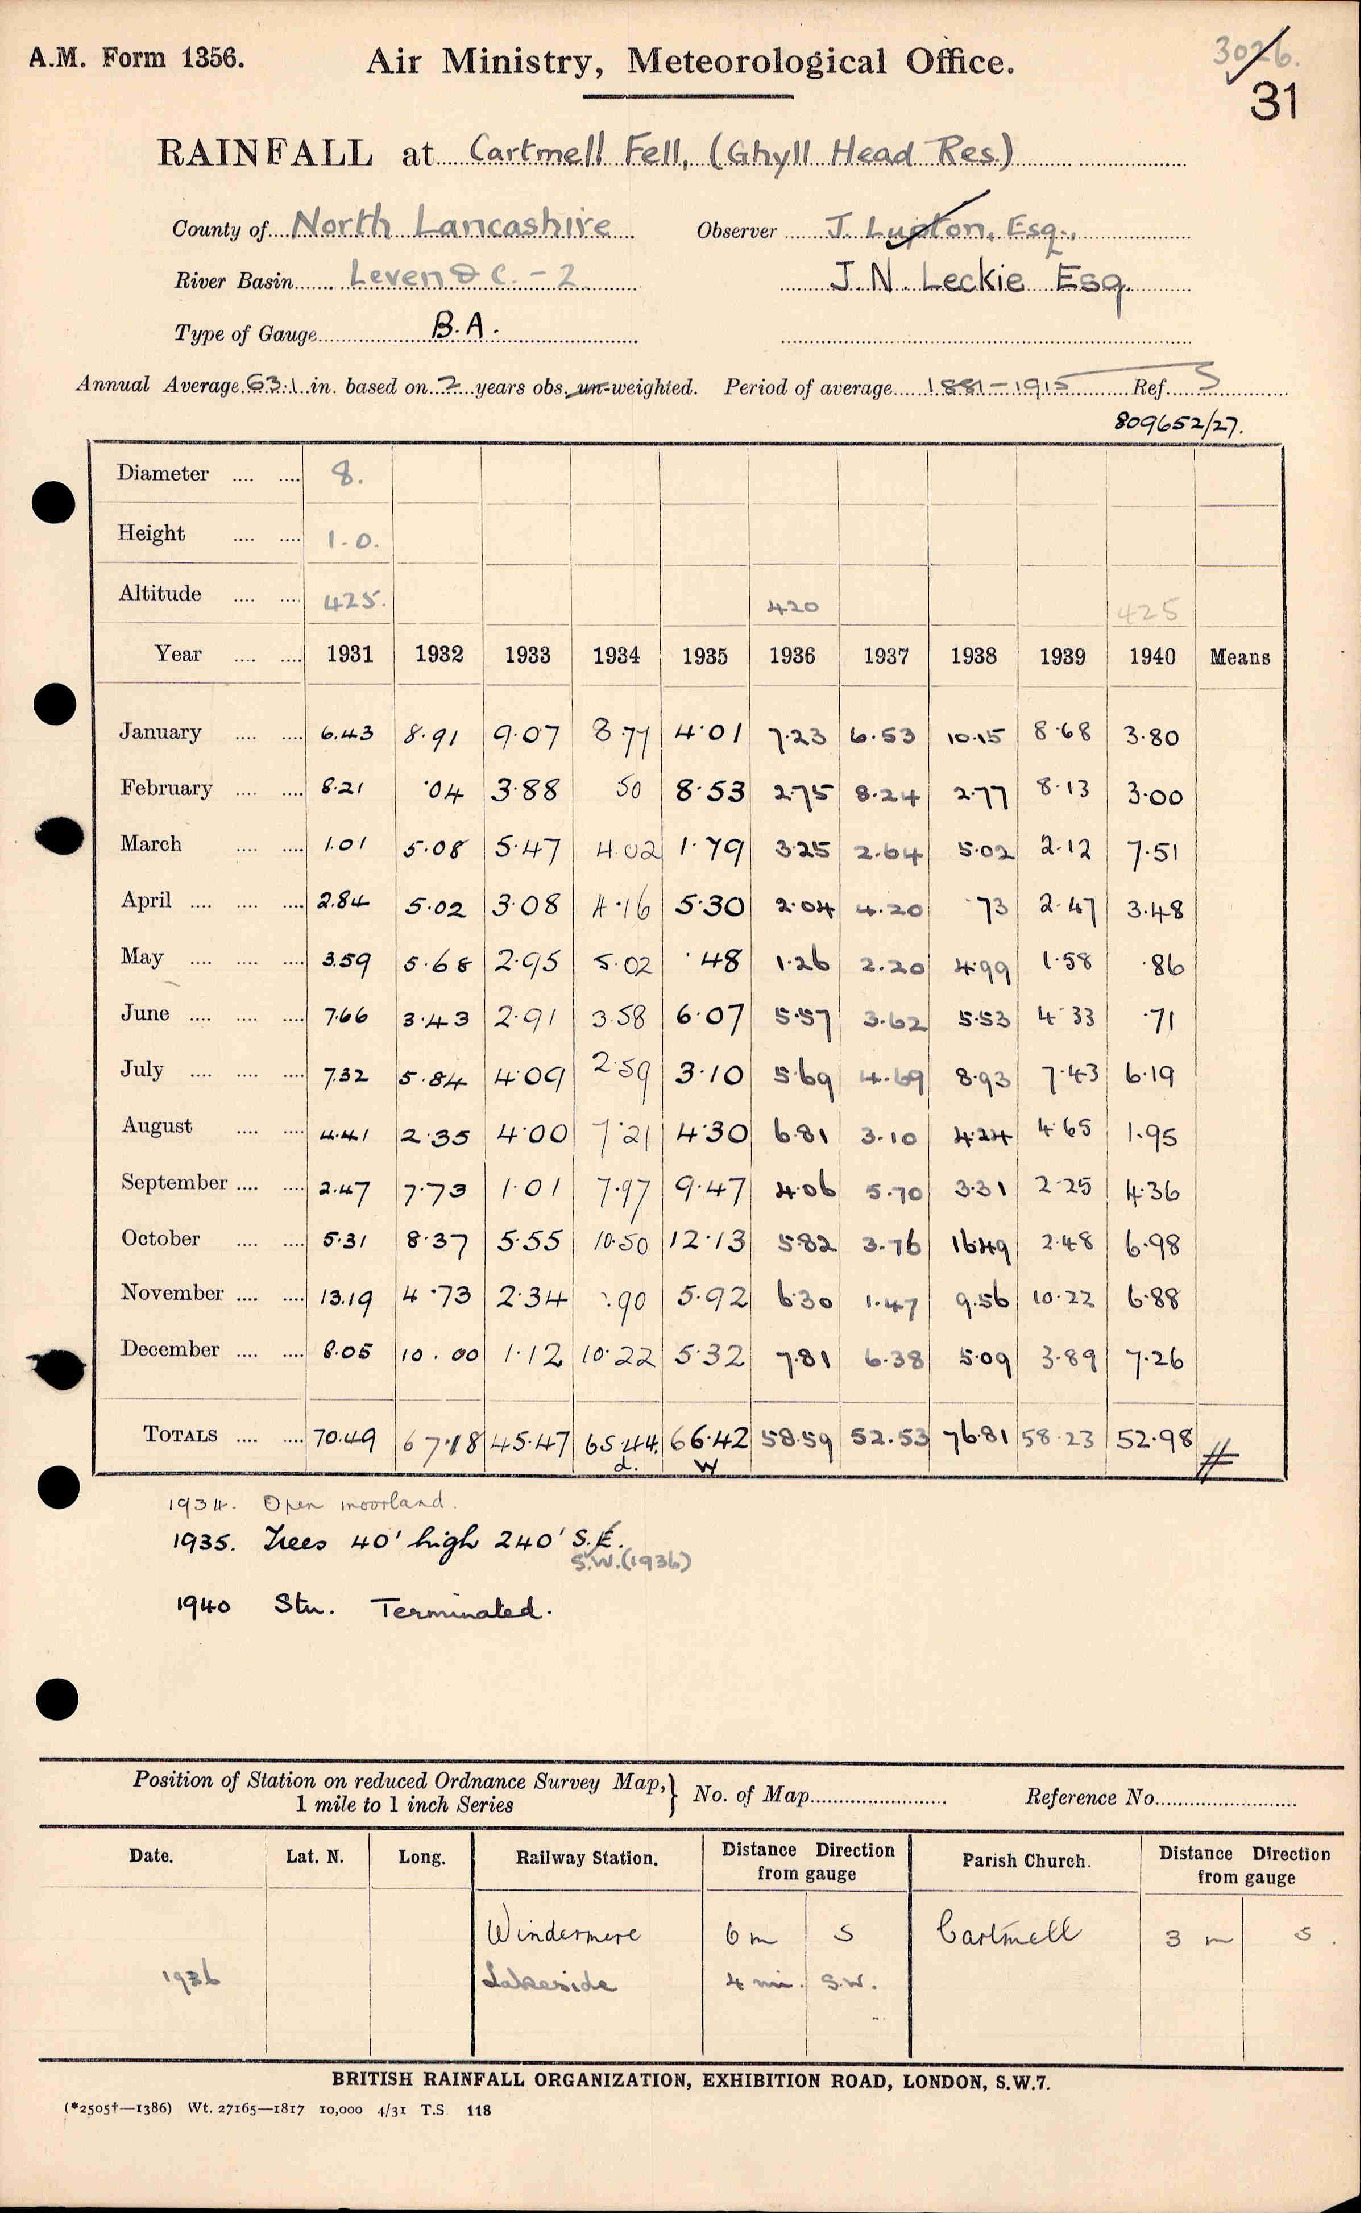 A.M. Form 1356.
Air Ministry, Meteorological Office.
3026.
31
RAINFALL at Cartmell Fell, (Ghyll Head Res)
County of North Lancashire Observer J. Lupton, Esq.,
River Basin Leven & C. - 2 J. N. Leckie Esq.
Type of Gauge B.A.
Annual Average 63.1 in. based on 7 years obs. un-weighted. Period of average 1881-1915 Ref. S
809652/27.
Diameter .... .... 8.
Height .... .... 1.0.
Altitude .... .... 425. 420 425
Year .... .... 1931 1932 1933 1934 1935 1936 1937 1938 1939 1940 Means
January .... .... 6.43 8.91 9.07 8.77 4.01 7.23 6.53 10.15 8.68 3.80
February .... .... 8.21 .04 3.88 50 8.53 2.75 8.24 2.77 8.13 3.00
March .... .... 1.01 5.08 5.47 4.02 1.79 3.25 2.64 5.02 2.12 7.51
April .... .... .... 2.84 5.02 3.08 4.16 5.30 2.04 4.20 .73 2.47 3.48
May .... .... .... 3.59 5.68 2.95 5.02 .48 1.26 2.20 4.99 1.58 .86
June .... .... .... 7.66 3.43 2.91 3.58 6.07 5.57 3.62 5.53 4.33 .71
July .... .... .... 7.32 5.84 4.09 2.59 3.10 5.69 4.69 8.93 7.43 6.19
August .... .... 4.41 2.35 4.00 7.21 4.30 6.81 3.10 4.24 4.65 1.95
September .... .... 2.47 7.73 1.01 7.97 9.47 4.06 5.70 3.31 2.25 4.36
October .... .... 5.31 8.37 5.55 10.50 12.13 5.82 3.76 16.49 2.48 6.98
November .... .... 13.19 4.73 2.34 .90 5.92 6.30 1.47 9.56 10.22 6.88
December .... .... 8.05 10.00 1.12 10.22 5.32 7.81 6.38 5.09 3.89 7.26
TOTALS .... .... 70.49 67.18 45.47 65.44. 66.42 58.59 52.53 76.81 58.23 52.98
d. W
1934. Open moorland.
1935. Trees 40' high 240' S.E.
S.W. (1936)
1940 Stn. Terminated.
Position of Station on reduced Ordnance Survey Map,
1 mile to 1 inch Series
No. of Map Reference No.
Date. Lat. N. Long. Railway Station. Distance Direction from gauge Parish Church. Distance Direction from gauge
Windermere 6 m S Cartmell 3 m S.
1936 Lakeside 4 mi. S.W.
BRITISH RAINFALL ORGANIZATION, EXHIBITION ROAD, LONDON, S.W.7.
(*2505†—1386) Wt. 27165—1817 10,000 4/31 T.S 118